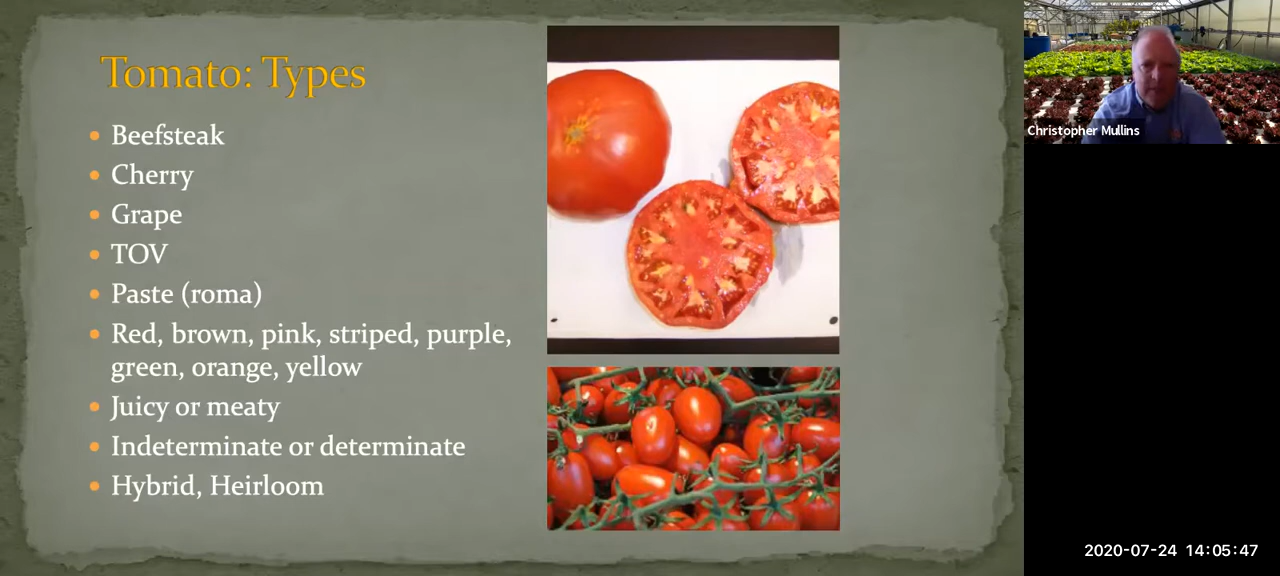 Tomato: Types
Beefsteak
Cherry
Grape
TOV
Paste (roma)
Red, brown, pink, striped, purple,
green, orange, yellow
Juicy or meaty
Indeterminate or determinate
Hybrid, Heirloom
Christopher Mullins
2020-07-24 14:05:47